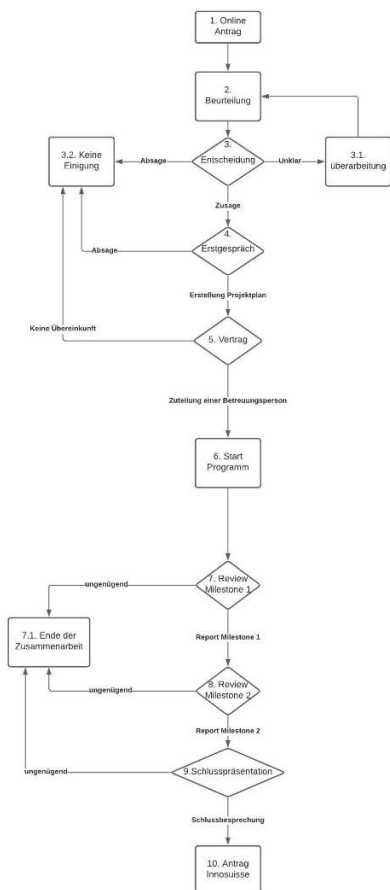 1. Online
Antrag
2.
Beurteilung
3.
Entscheidung
Absage
Unklar
3.2. Keine
Einigung
3.1.
überarbeitung
Zusage
4.
Erstgespräch
Absage
Erstellung Projektplan
Keine Übereinkunft
5. Vertrag
Zuteilung einer Betreuungsperson
6. Start
Programm
7. Review
Milestone 1
ungenügend
7.1. Ende der
Zusammenarbeit
Report Milestone 1
8. Review
Milestone 2
ungenügend
Report Milestone 2
9.Schlusspräsentation
ungenügend
Schlussbesprechung
10. Antrag
Innosuisse